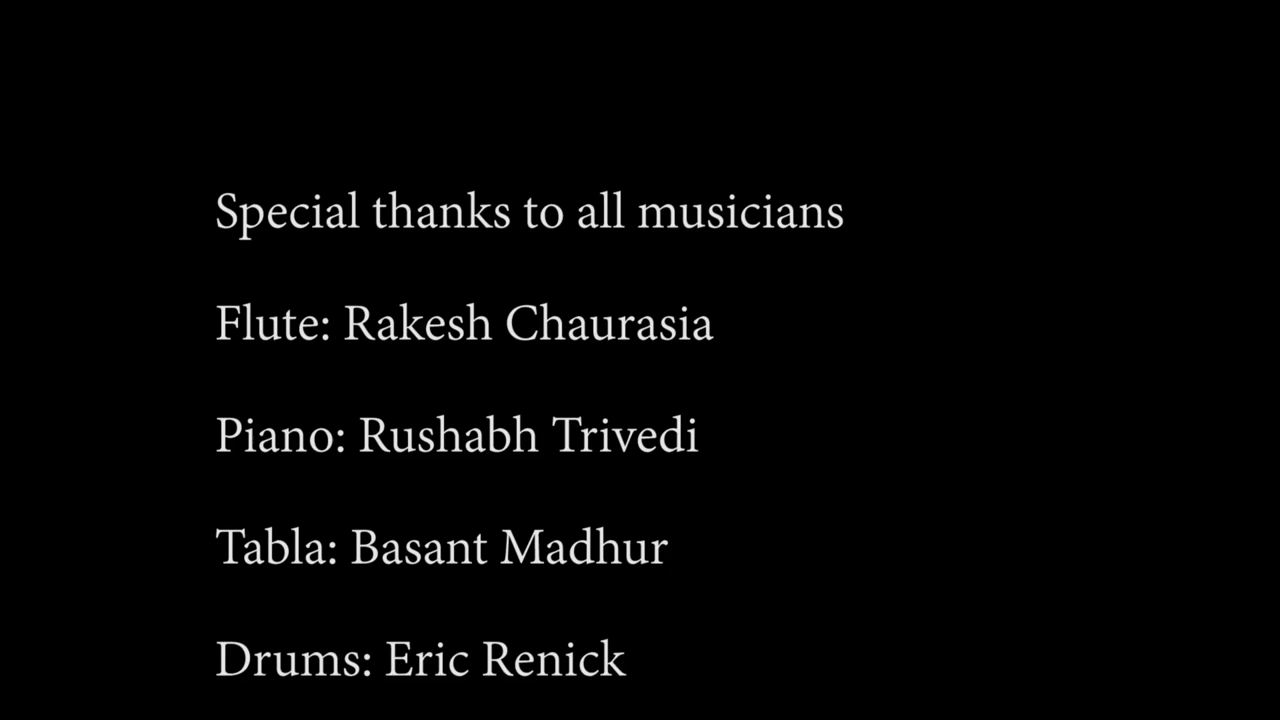 Special thanks to all musicians
Flute: Rakesh Chaurasia
Piano: Rushabh Trivedi
Tabla: Basant Madhur
Drums: Eric Renick